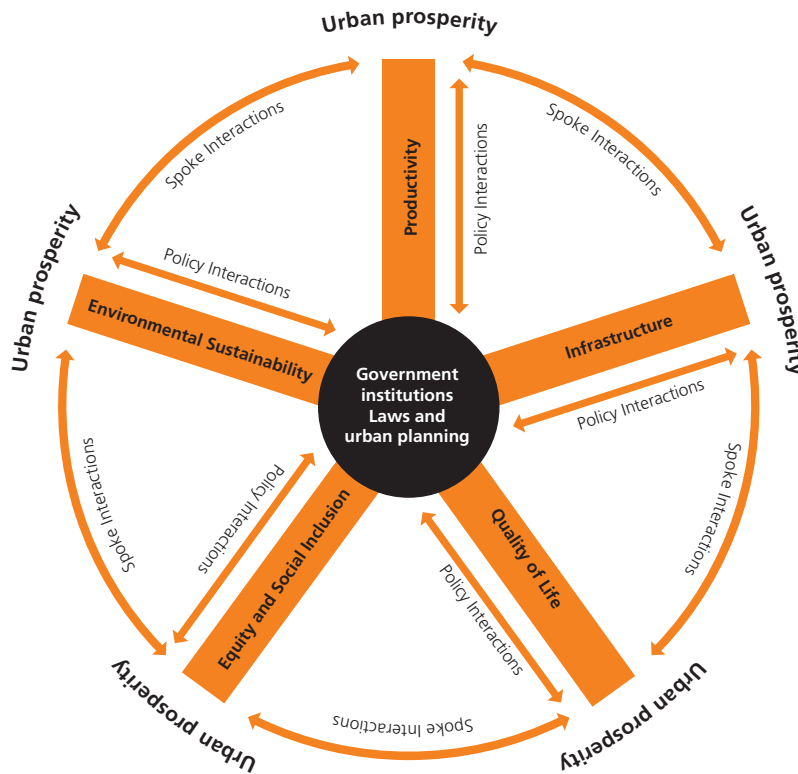 Urban prosperity
Spoke Interactions
Spoke Interactions
Productivity
Policy Interactions
Urban prosperity
Urban prosperity
Policy Interactions
Environmental Sustainability
Infrastructure
Policy Interactions
Government
institutions
Laws and
urban planning
Spoke Interactions
Spoke Interactions
Policy Interactions
Equity and Social Inclusion
Quality of Life
Policy Interactions
Urban prosperity
Urban prosperity
Spoke Interactions